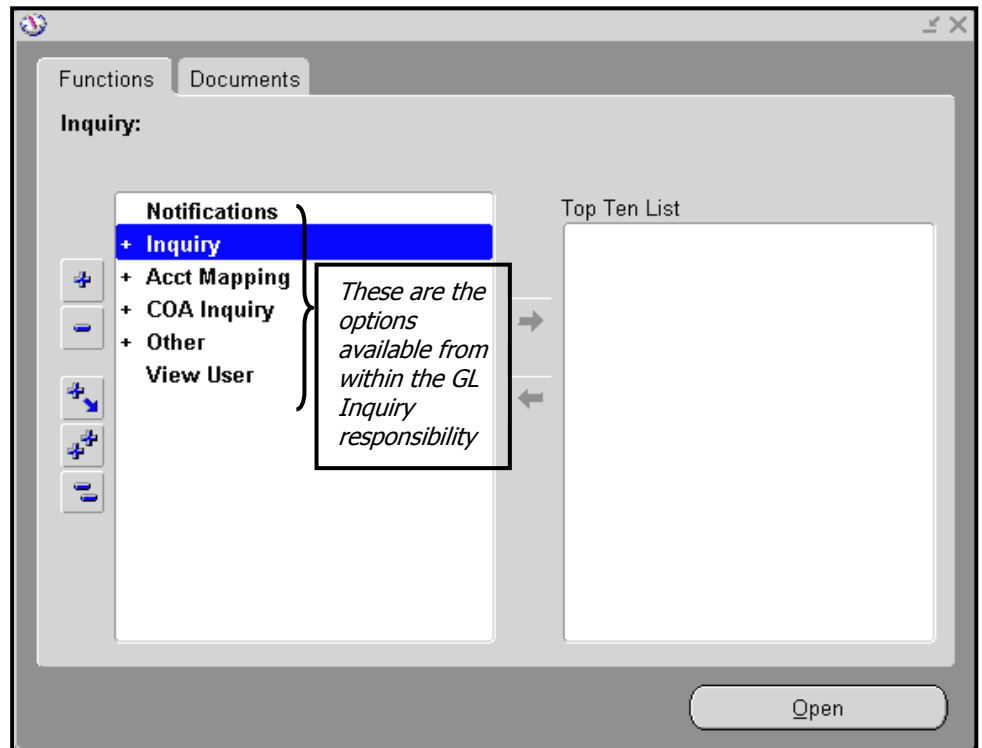 Functions Documents
Inquiry:
Notifications
+ Inquiry
+ Acct Mapping
+ COA Inquiry
+ Other
View User
These are the
options
available from
within the GL
Inquiry
responsibility
Top Ten List
Open